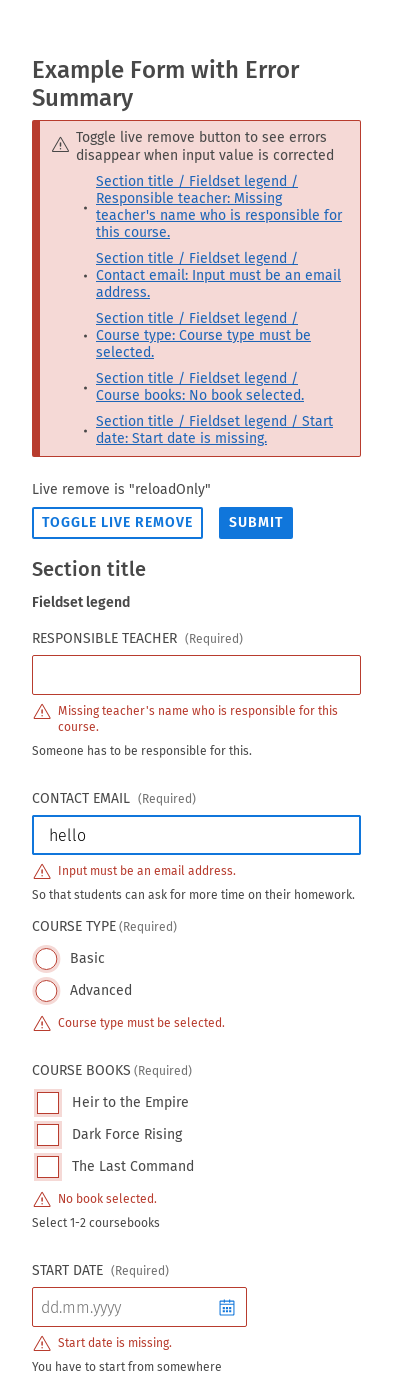 Example Form with Error
Summary
Toggle live remove button to see errors
disappear when input value is corrected
• Section title / Fieldset legend /
Responsible teacher: Missing
teacher's name who is responsible for
this course.
• Section title / Fieldset legend /
Contact email: Input must be an email
address.
• Section title / Fieldset legend /
Course type: Course type must be
selected.
• Section title / Fieldset legend /
Course books: No book selected.
• Section title / Fieldset legend / Start
date: Start date is missing.
Live remove is "reloadOnly"
TOGGLE LIVE REMOVE SUBMIT
Section title
Fieldset legend
RESPONSIBLE TEACHER (Required)
Missing teacher's name who is responsible for this
course.
Someone has to be responsible for this.
CONTACT EMAIL (Required)
hello
Input must be an email address.
So that students can ask for more time on their homework.
COURSE TYPE (Required)
Basic
Advanced
Course type must be selected.
COURSE BOOKS (Required)
Heir to the Empire
Dark Force Rising
The Last Command
No book selected.
Select 1-2 coursebooks
START DATE (Required)
dd.mm.yyyy
Start date is missing.
You have to start from somewhere